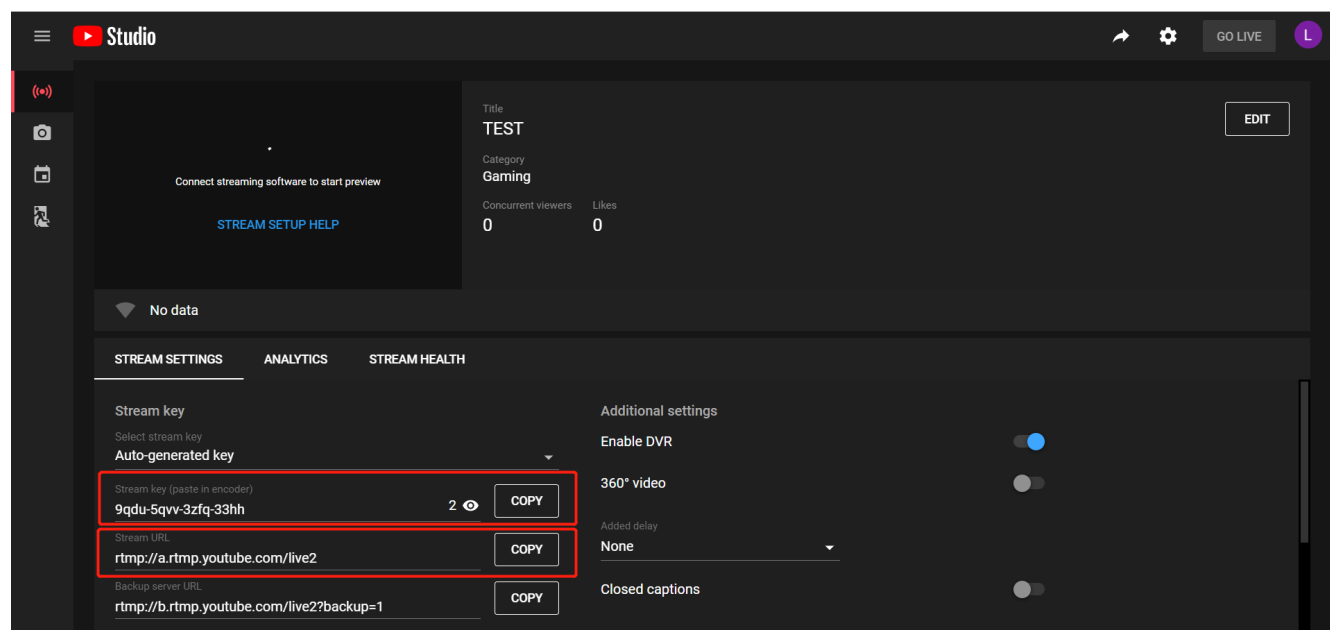 Studio
GO LIVE
L
Connect streaming software to start preview
STREAM SETUP HELP
Title
TEST
EDIT
Category
Gaming
Concurrent viewers Likes
0 0
No data
STREAM SETTINGS ANALYTICS STREAM HEALTH
Stream key
Select stream key
Auto-generated key
Stream key (paste in encoder)
9qdu-5qvv-3zfq-33hh 2 COPY
Stream URL
rtmp://a.rtmp.youtube.com/live2 COPY
Backup server URL
rtmp://b.rtmp.youtube.com/live2?backup=1 COPY
Additional settings
Enable DVR
360° video
Added delay
None
Closed captions